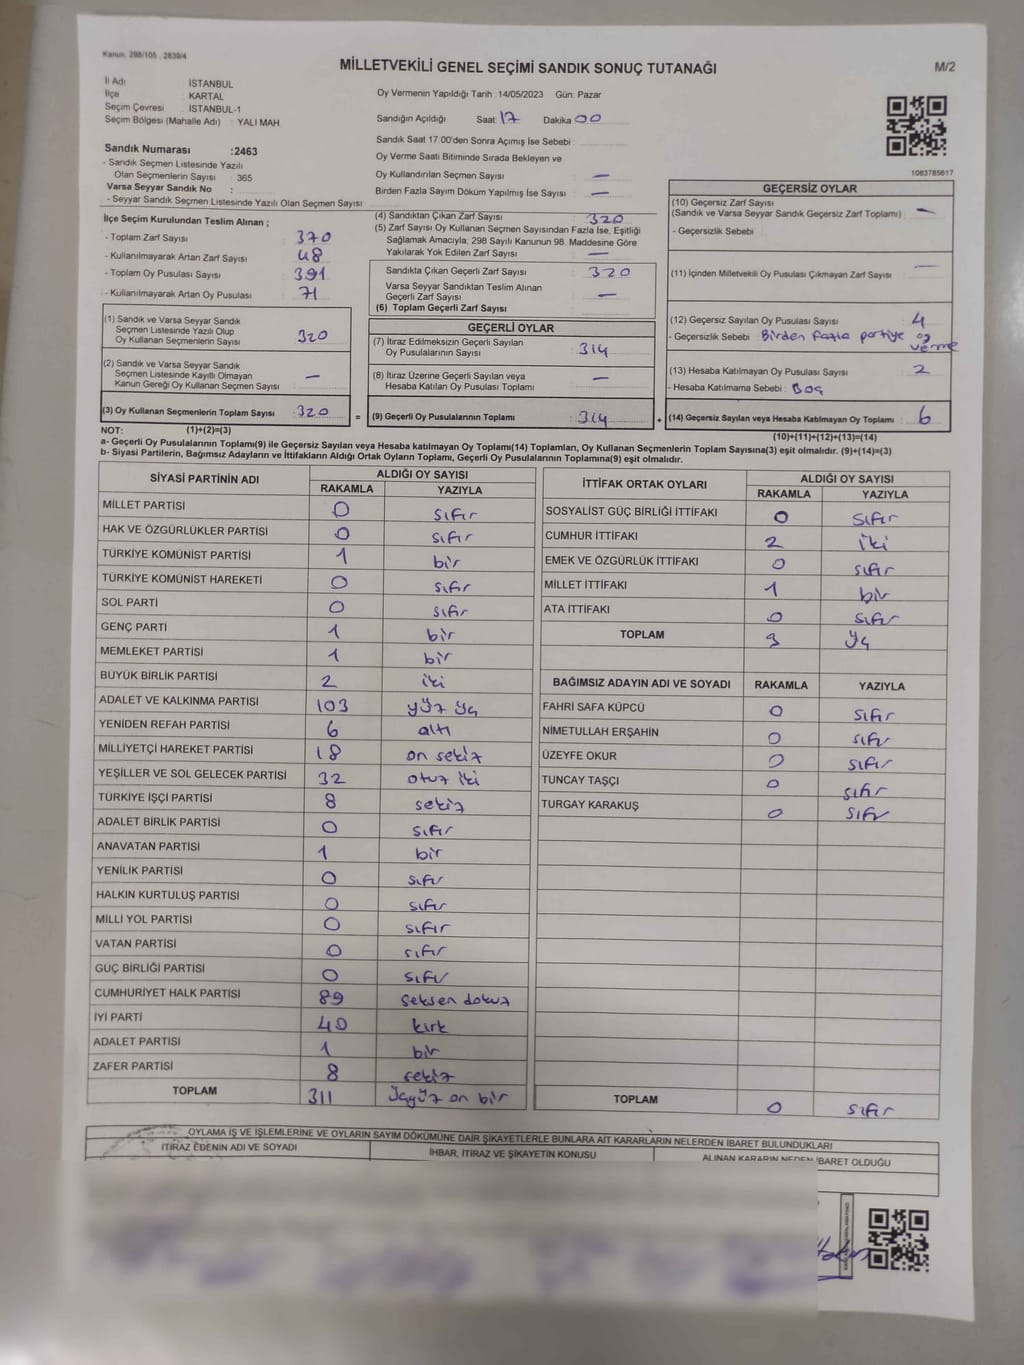 Kanun: 298/105 , 2839/4
MİLLETVEKİLİ GENEL SEÇİMİ SANDIK SONUÇ TUTANAĞI
M/2
İl Adı : İSTANBUL
İlçe : KARTAL
Seçim Çevresi : İSTANBUL-1
Seçim Bölgesi (Mahalle Adı) : YALI MAH.
Sandık Numarası :2463
- Sandık Seçmen Listesinde Yazılı
Olan Seçmenlerin Sayısı : 365
Varsa Seyyar Sandık No :
- Seyyar Sandık Seçmen Listesinde Yazılı Olan Seçmen Sayısı :
Oy Vermenin Yapıldığı Tarih :14/05/2023 Gün: Pazar
Sandığın Açıldığı Saat: 17 Dakika: 00
Sandık Saat 17:00'den Sonra Açımış İse Sebebi :
Oy Verme Saati Bitiminde Sırada Bekleyen ve
Oy Kullandırılan Seçmen Sayısı : —
Birden Fazla Sayım Döküm Yapılmış İse Sayısı : —
1083785617
İlçe Seçim Kurulundan Teslim Alınan ;
- Toplam Zarf Sayısı : 370
- Kullanılmayarak Artan Zarf Sayısı : 48
- Toplam Oy Pusulası Sayısı : 391
- Kullanılmayarak Artan Oy Pusulası : 71
(4) Sandıktan Çıkan Zarf Sayısı : 320
(5) Zarf Sayısı Oy Kullanan Seçmen Sayısından Fazla İse, Eşitliği
Sağlamak Amacıyla; 298 Sayılı Kanunun 98. Maddesine Göre
Yakılarak Yok Edilen Zarf Sayısı : —
Sandıkta Çıkan Geçerli Zarf Sayısı : 320
Varsa Seyyar Sandıktan Teslim Alınan
Geçerli Zarf Sayısı : —
(6) Toplam Geçerli Zarf Sayısı :
GEÇERSİZ OYLAR
(10) Geçersiz Zarf Sayısı
(Sandık ve Varsa Seyyar Sandık Geçersiz Zarf Toplamı) : —
- Geçersizlik Sebebi :
(11) İçinden Milletvekili Oy Pusulası Çıkmayan Zarf Sayısı : —
(12) Geçersiz Sayılan Oy Pusulası Sayısı : 4
- Geçersizlik Sebebi : Birden fazla partiye oy verme
(13) Hesaba Katılmayan Oy Pusulası Sayısı : 2
- Hesaba Katılmama Sebebi : Boş
(1) Sandık ve Varsa Seyyar Sandık
Seçmen Listesinde Yazılı Olup
Oy Kullanan Seçmenlerin Sayısı : 320
(2) Sandık ve Varsa Seyyar Sandık
Seçmen Listesinde Kayıtlı Olmayan
Kanun Gereği Oy Kullanan Seçmen Sayısı : —
GEÇERLİ OYLAR
(7) İtiraz Edilmeksizin Geçerli Sayılan
Oy Pusulalarının Sayısı : 314
(8) İtiraz Üzerine Geçerli Sayılan veya
Hesaba Katılan Oy Pusulası Toplamı : —
(3) Oy Kullanan Seçmenlerin Toplam Sayısı : 320 = (9) Geçerli Oy Pusulalarının Toplamı : 314 + (14) Geçersiz Sayılan veya Hesaba Katılmayan Oy Toplamı : 6
NOT: (1)+(2)=(3) (10)+(11)+(12)+(13)=(14)
a- Geçerli Oy Pusulalarının Toplamı(9) ile Geçersiz Sayılan veya Hesaba katılmayan Oy Toplamı(14) Toplamları, Oy Kullanan Seçmenlerin Toplam Sayısına(3) eşit olmalıdır. (9)+(14)=(3)
b- Siyasi Partilerin, Bağımsız Adayların ve İttifakların Aldığı Ortak Oyların Toplamı, Geçerli Oy Pusulalarının Toplamına(9) eşit olmalıdır.
SİYASİ PARTİNİN ADI ALDIĞI OY SAYISI
RAKAMLA YAZIYLA
MİLLET PARTİSİ 0 sıfır
HAK VE ÖZGÜRLÜKLER PARTİSİ 0 sıfır
TÜRKİYE KOMÜNİST PARTİSİ 1 bir
TÜRKİYE KOMÜNİST HAREKETİ 0 sıfır
SOL PARTİ 0 sıfır
GENÇ PARTİ 1 bir
MEMLEKET PARTİSİ 1 bir
BÜYÜK BİRLİK PARTİSİ 2 iki
ADALET VE KALKINMA PARTİSİ 103 yüz üç
YENİDEN REFAH PARTİSİ 6 altı
MİLLİYETÇİ HAREKET PARTİSİ 18 on sekiz
YEŞİLLER VE SOL GELECEK PARTİSİ 32 otuz iki
TÜRKİYE İŞÇİ PARTİSİ 8 sekiz
ADALET BİRLİK PARTİSİ 0 sıfır
ANAVATAN PARTİSİ 1 bir
YENİLİK PARTİSİ 0 sıfır
HALKIN KURTULUŞ PARTİSİ 0 sıfır
MİLLİ YOL PARTİSİ 0 sıfır
VATAN PARTİSİ 0 sıfır
GÜÇ BİRLİĞİ PARTİSİ 0 sıfır
CUMHURİYET HALK PARTİSİ 89 seksen dokuz
İYİ PARTİ 40 kırk
ADALET PARTİSİ 1 bir
ZAFER PARTİSİ 8 sekiz
TOPLAM 311 üçyüz on bir
İTTİFAK ORTAK OYLARI ALDIĞI OY SAYISI
RAKAMLA YAZIYLA
SOSYALİST GÜÇ BİRLİĞİ İTTİFAKI 0 sıfır
CUMHUR İTTİFAKI 2 iki
EMEK VE ÖZGÜRLÜK İTTİFAKI 0 sıfır
MİLLET İTTİFAKI 1 bir
ATA İTTİFAKI 0 sıfır
TOPLAM 3 üç
BAĞIMSIZ ADAYIN ADI VE SOYADI RAKAMLA YAZIYLA
FAHRİ SAFA KÜPCÜ 0 sıfır
NİMETULLAH ERŞAHİN 0 sıfır
ÜZEYFE OKUR 0 sıfır
TUNCAY TAŞÇI 0 sıfır
TURGAY KARAKUŞ 0 sıfır
TOPLAM 0 sıfır
OYLAMA İŞ VE İŞLEMLERİNE VE OYLARIN SAYIM DÖKÜMÜNE DAİR ŞİKAYETLERLE BUNLARA AİT KARARLARIN NELERDEN İBARET BULUNDUKLARI
İTİRAZ EDENİN ADI VE SOYADI İHBAR, İTİRAZ VE ŞİKAYETİN KONUSU ALINAN KARARIN NEDEN İBARET OLDUĞU